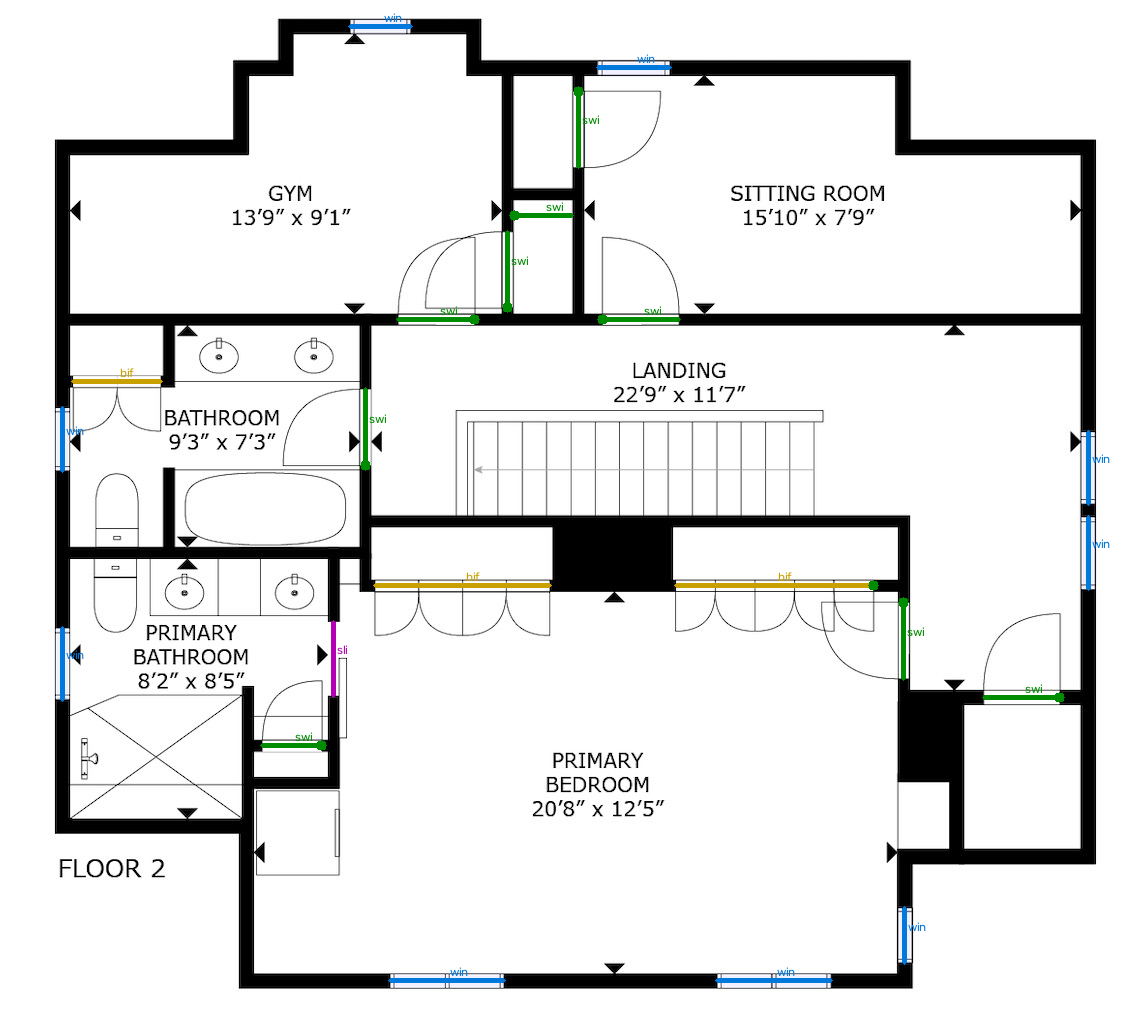 win
win
swi
GYM
13'9" x 9'1"
SITTING ROOM
15'10" x 7'9"
swi
swi
swi
swi
bif
LANDING
22'9" x 11'7"
BATHROOM
9'3" x 7'3"
swi
win
win
win
bif
bif
PRIMARY
BATHROOM
8'2" x 8'5"
win
sli
swi
swi
swi
PRIMARY
BEDROOM
20'8" x 12'5"
FLOOR 2
win
win
win